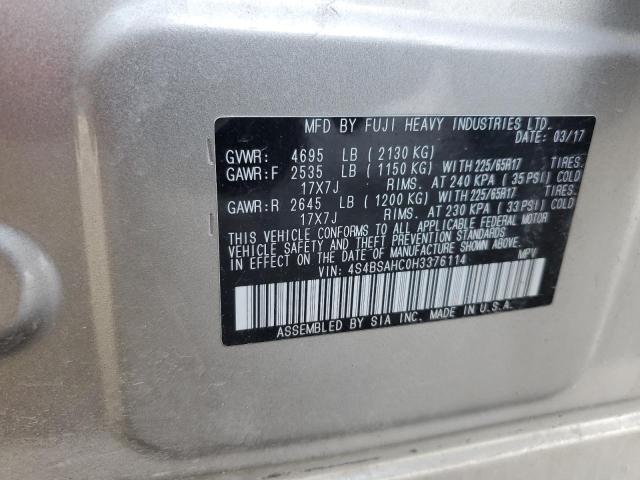 MFD BY FUJI HEAVY INDUSTRIES LTD.
DATE: 03/17
GVWR: 4695 LB ( 2130 KG)
GAWR:F 2535 LB ( 1150 KG) WITH 225/65R17 TIRES.
17X7J RIMS. AT 240 KPA ( 35 PSI) COLD
GAWR:R 2645 LB ( 1200 KG) WITH 225/65R17 TIRES.
17X7J RIMS. AT 230 KPA ( 33 PSI) COLD
THIS VEHICLE CONFORMS TO ALL APPLICABLE FEDERAL MOTOR
VEHICLE SAFETY AND BUMPER STANDARDS IN EFFECT ON THE
DATE OF MANUFACTURE SHOWN ABOVE.
VIN: 4S4BSAHC0H3376114 MPV
ASSEMBLED BY SIA INC. MADE IN U.S.A.